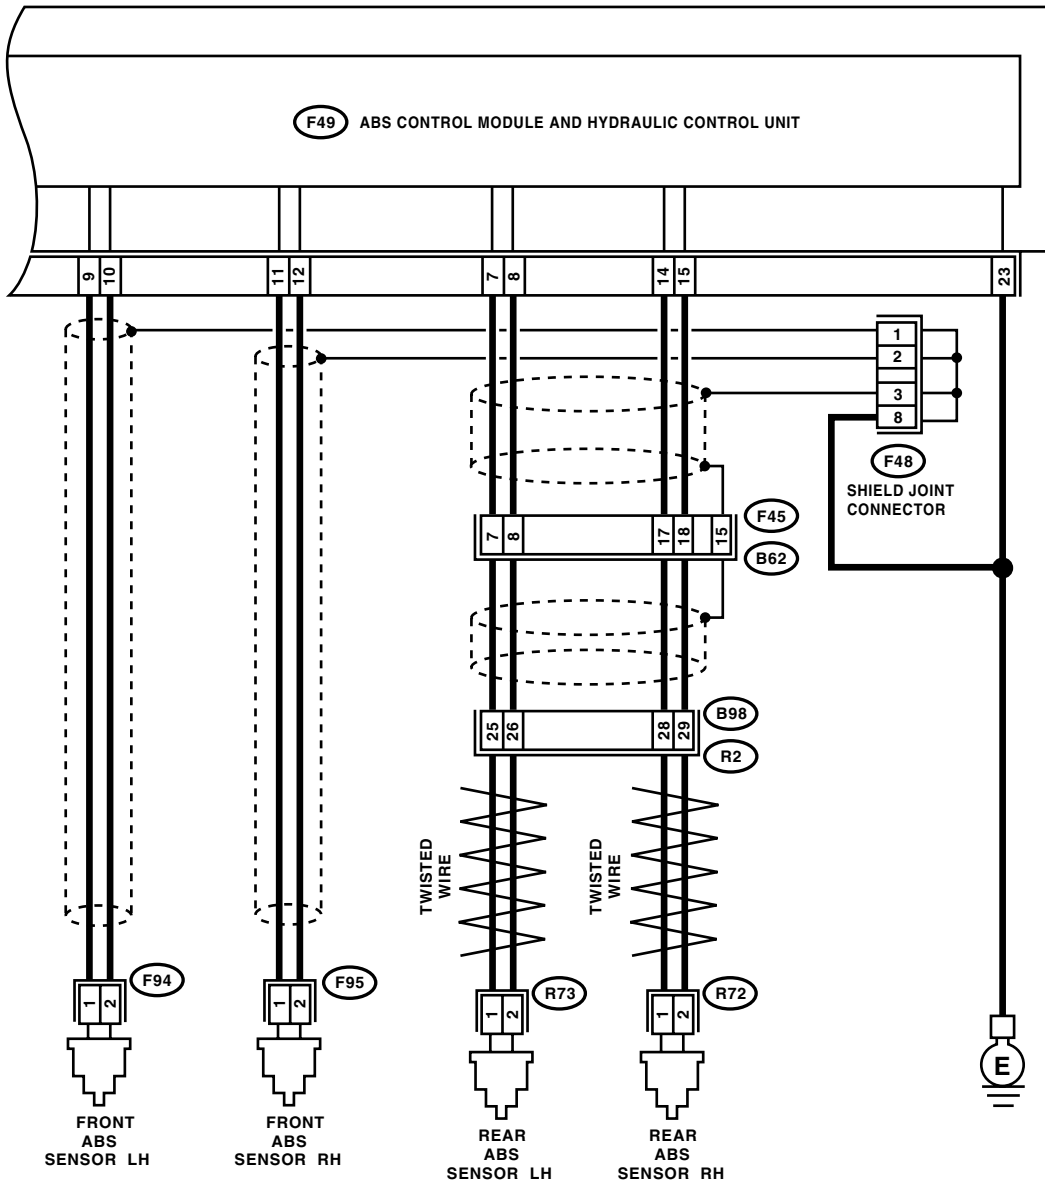 F49 ABS CONTROL MODULE AND HYDRAULIC CONTROL UNIT
9 10 11 12 7 8 14 15 23
1
2
3
8
F48
SHIELD JOINT
CONNECTOR
7 8 17 18 15
F45
B62
25 26 28 29
B98
R2
TWISTED
WIRE
TWISTED
WIRE
1 2 F94
1 2 F95
1 2 R73
1 2 R72
E
FRONT
ABS
SENSOR LH
FRONT
ABS
SENSOR RH
REAR
ABS
SENSOR LH
REAR
ABS
SENSOR RH